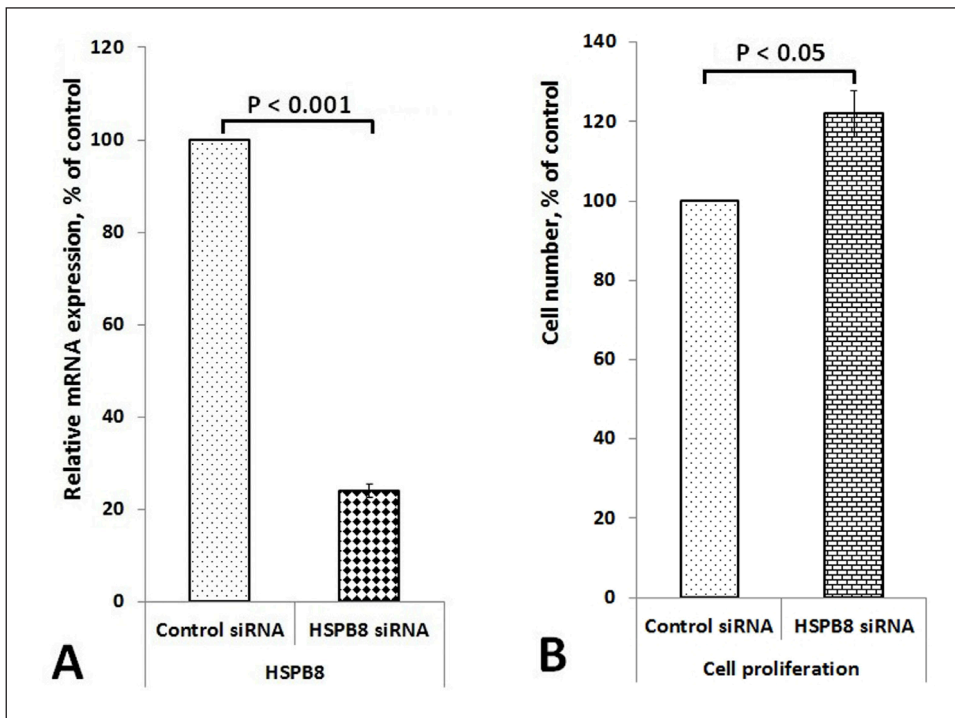 Relative mRNA expression, % of control
120
100
80
60
40
20
0
P < 0.001
Control siRNA
HSPB8 siRNA
HSPB8
A
Cell number, % of control
140
120
100
80
60
40
20
0
P < 0.05
Control siRNA
HSPB8 siRNA
Cell proliferation
B